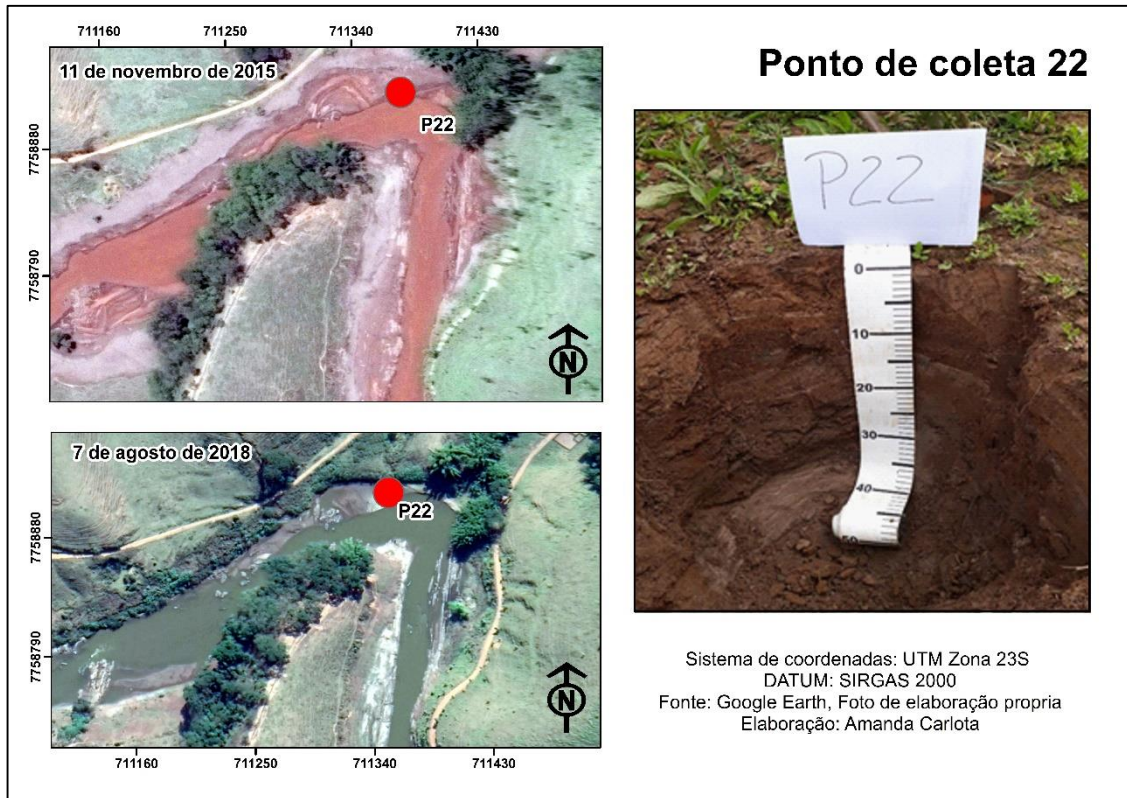 711160
711250
711340
711430
11 de novembro de 2015
P22
7758880
7758790
N
7 de agosto de 2018
P22
7758880
7758790
N
711160
711250
711340
711430
Ponto de coleta 22
P22
0
10
20
30
40
50
Sistema de coordenadas: UTM Zona 23S
DATUM: SIRGAS 2000
Fonte: Google Earth, Foto de elaboração propria
Elaboração: Amanda Carlota